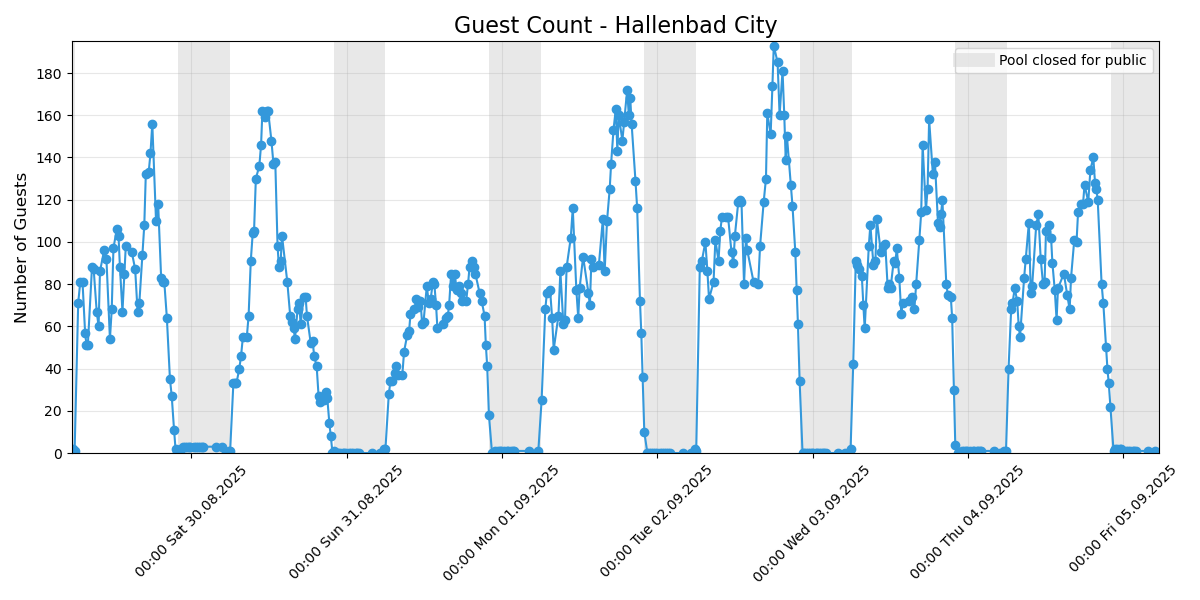 Guest Count - Hallenbad City
Pool closed for public
Number of Guests
180
160
140
120
100
80
60
40
20
0
00:00 Sat 30.08.2025
00:00 Sun 31.08.2025
00:00 Mon 01.09.2025
00:00 Tue 02.09.2025
00:00 Wed 03.09.2025
00:00 Thu 04.09.2025
00:00 Fri 05.09.2025